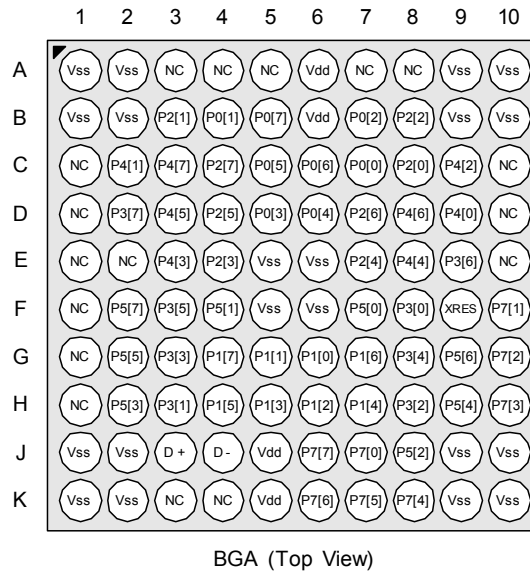 1 2 3 4 5 6 7 8 9 10
A Vss Vss NC NC NC Vdd NC NC Vss Vss
B Vss Vss P2[1] P0[1] P0[7] Vdd P0[2] P2[2] Vss Vss
C NC P4[1] P4[7] P2[7] P0[5] P0[6] P0[0] P2[0] P4[2] NC
D NC P3[7] P4[5] P2[5] P0[3] P0[4] P2[6] P4[6] P4[0] NC
E NC NC P4[3] P2[3] Vss Vss P2[4] P4[4] P3[6] NC
F NC P5[7] P3[5] P5[1] Vss Vss P5[0] P3[0] XRES P7[1]
G NC P5[5] P3[3] P1[7] P1[1] P1[0] P1[6] P3[4] P5[6] P7[2]
H NC P5[3] P3[1] P1[5] P1[3] P1[2] P1[4] P3[2] P5[4] P7[3]
J Vss Vss D + D - Vdd P7[7] P7[0] P5[2] Vss Vss
K Vss Vss NC NC Vdd P7[6] P7[5] P7[4] Vss Vss
BGA (Top View)